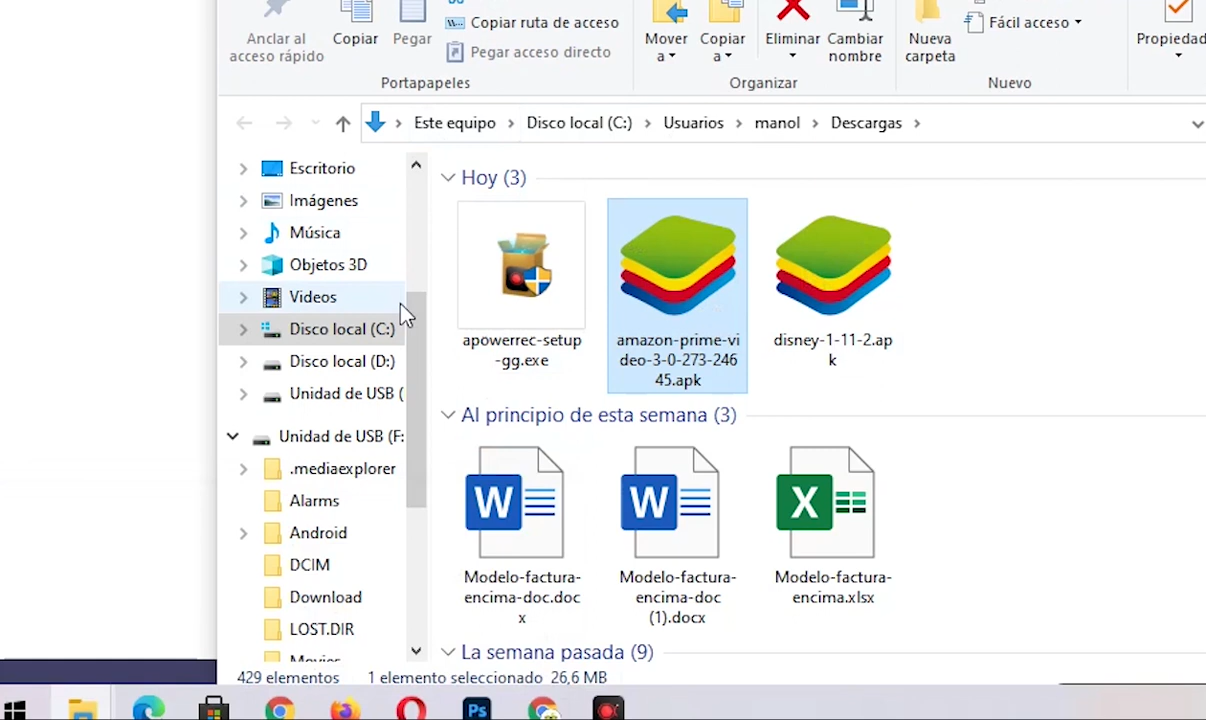 Copiar ruta de acceso
Pegar acceso directo
Anclar al
acceso rápido
Copiar
Pegar
Portapapeles
Mover
a
Copiar
a
Eliminar
Cambiar
nombre
Organizar
Nueva
carpeta
Fácil acceso
Nuevo
Propiedad
Este equipo > Disco local (C:) > Usuarios > manol > Descargas >
Escritorio
Imágenes
Música
Objetos 3D
Videos
Disco local (C:)
Disco local (D:)
Unidad de USB (
Unidad de USB (F:
.mediaexplorer
Alarms
Android
DCIM
Download
LOST.DIR
Movies
Hoy (3)
apowerrec-setup
-gg.exe
amazon-prime-vi
deo-3-0-273-246
45.apk
disney-1-11-2.ap
k
Al principio de esta semana (3)
W
Modelo-factura-
encima-doc.doc
x
W
Modelo-factura-
encima-doc
(1).docx
X
Modelo-factura-
encima.xlsx
La semana pasada (9)
429 elementos
1 elemento seleccionado 26,6 MB
Ps